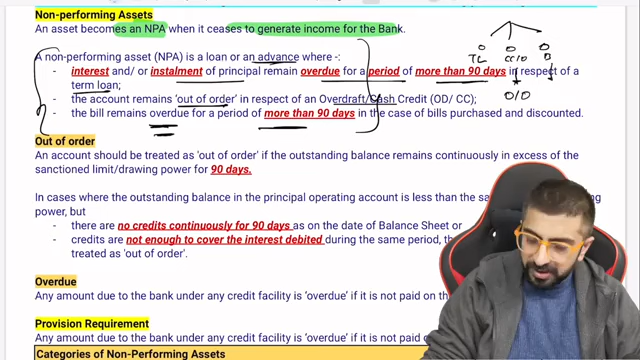 Non-performing Assets
An asset becomes an NPA when it ceases to generate income for the Bank.
A non-performing asset (NPA) is a loan or an advance where -:
- interest and/ or instalment of principal remain overdue for a period of more than 90 days in respect of a
term loan;
- the account remains 'out of order' in respect of an Overdraft/Cash Credit (OD/ CC);
- the bill remains overdue for a period of more than 90 days in the case of bills purchased and discounted.
TL CC/O B
O/O
Out of order
An account should be treated as 'out of order' if the outstanding balance remains continuously in excess of the
sanctioned limit/drawing power for 90 days.
In cases where the outstanding balance in the principal operating account is less than the
power, but
- there are no credits continuously for 90 days as on the date of Balance Sheet or
- credits are not enough to cover the interest debited during the same period,
treated as 'out of order'.
Overdue
Any amount due to the bank under any credit facility is 'overdue' if it is not paid on
Provision Requirement
Any amount due to the bank under any credit facility is 'overdue' if it is not paid
Categories of Non-Performing Assets